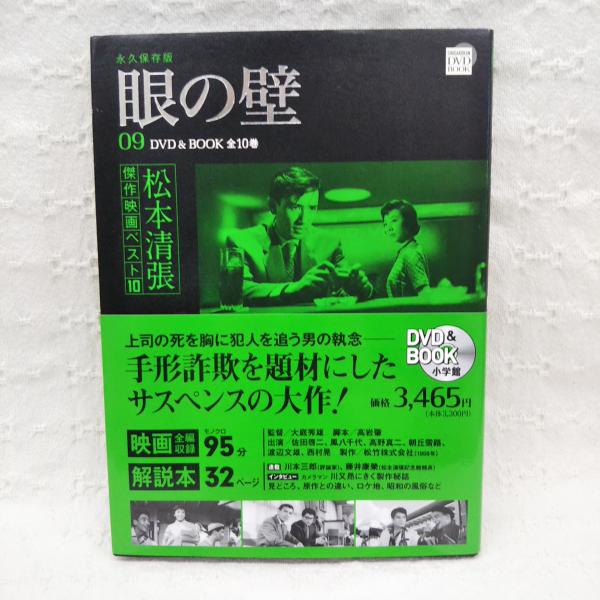 永久保存版
眼の壁
09 DVD & BOOK 全10巻
SHOGAKUKAN
DVD
BOOK
松本清張
傑作映画ベスト10
上司の死を胸に犯人を追う男の執念──
手形詐欺を題材にした
サスペンスの大作!
DVD &
BOOK
小学館
価格 3,465円
(本体3,300円)
映画 全編収録 モノクロ 95分
監督/大庭秀雄 脚本/高岩肇
出演/佐田啓二、鳳八千代、高野真二、朝丘雪路、
渡辺文雄、西村晃 製作/松竹株式会社(1958年)
解説本 32ページ
連載 川本三郎(評論家)、藤井康榮(松本清張記念館館長)
インタビュー カメラマン 川又昻にきく製作秘話
見どころ、原作との違い、ロケ地、昭和の風俗など